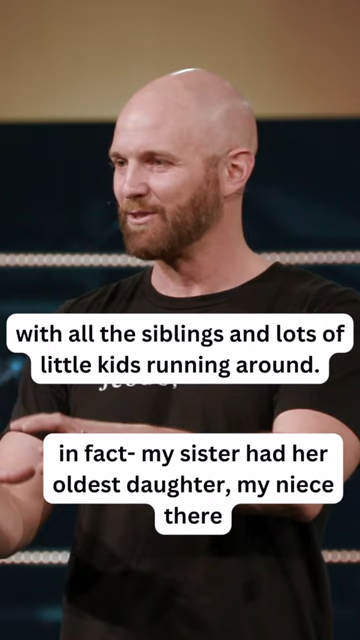 with all the siblings and lots of
little kids running around.
in fact- my sister had her
oldest daughter, my niece
there